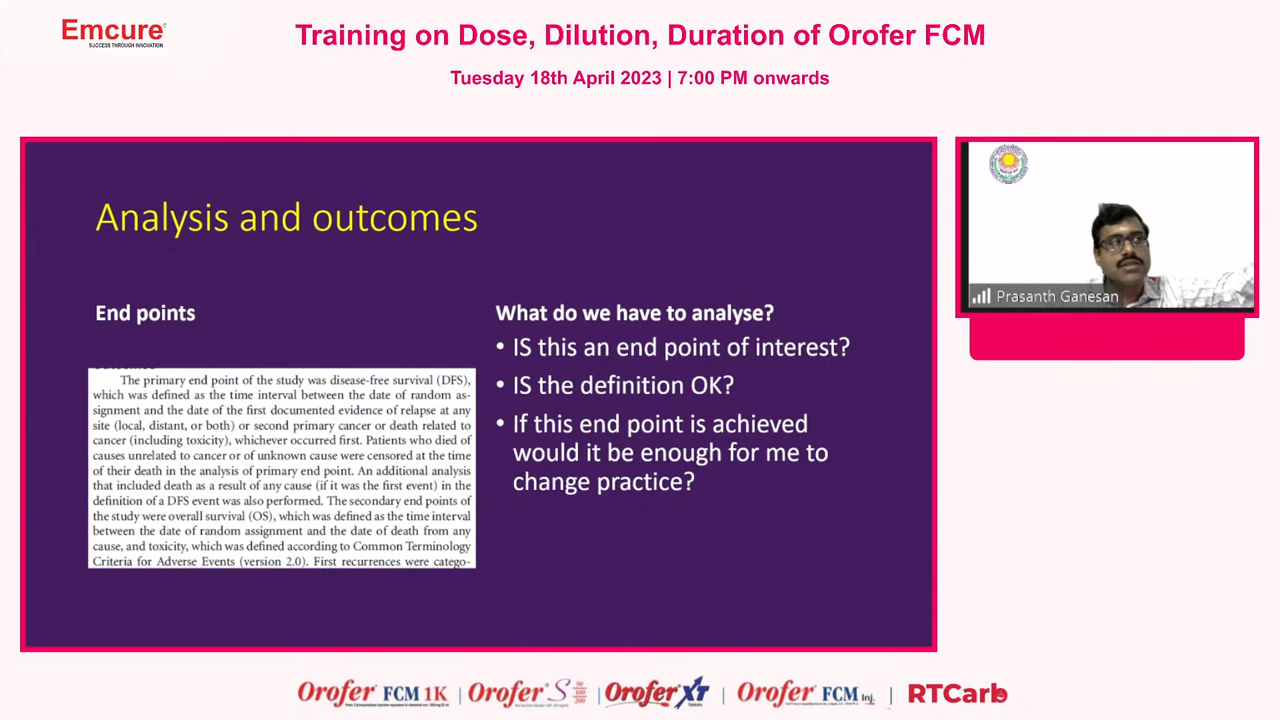 Emcure
SUCCESS THROUGH INNOVATION
Training on Dose, Dilution, Duration of Orofer FCM
Tuesday 18th April 2023 | 7:00 PM onwards
Analysis and outcomes
End points
The primary end point of the study was disease-free survival (DFS),
which was defined as the time interval between the date of random as-
signment and the date of the first documented evidence of relapse at any
site (local, distant, or both) or second primary cancer or death related to
cancer (including toxicity), whichever occurred first. Patients who died of
causes unrelated to cancer or of unknown cause were censored at the time
of their death in the analysis of primary end point. An additional analysis
that included death as a result of any cause (if it was the first event) in the
definition of a DFS event was also performed. The secondary end points of
the study were overall survival (OS), which was defined as the time interval
between the date of random assignment and the date of death from any
cause, and toxicity, which was defined according to Common Terminology
Criteria for Adverse Events (version 2.0). First recurrences were catego-
What do we have to analyse?
• IS this an end point of interest?
• IS the definition OK?
• If this end point is achieved
would it be enough for me to
change practice?
Prasanth Ganesan
Orofer FCM 1K | Orofer S 50 100 200 | Orofer XT Tablets | Orofer FCM Inj. | RTCarb